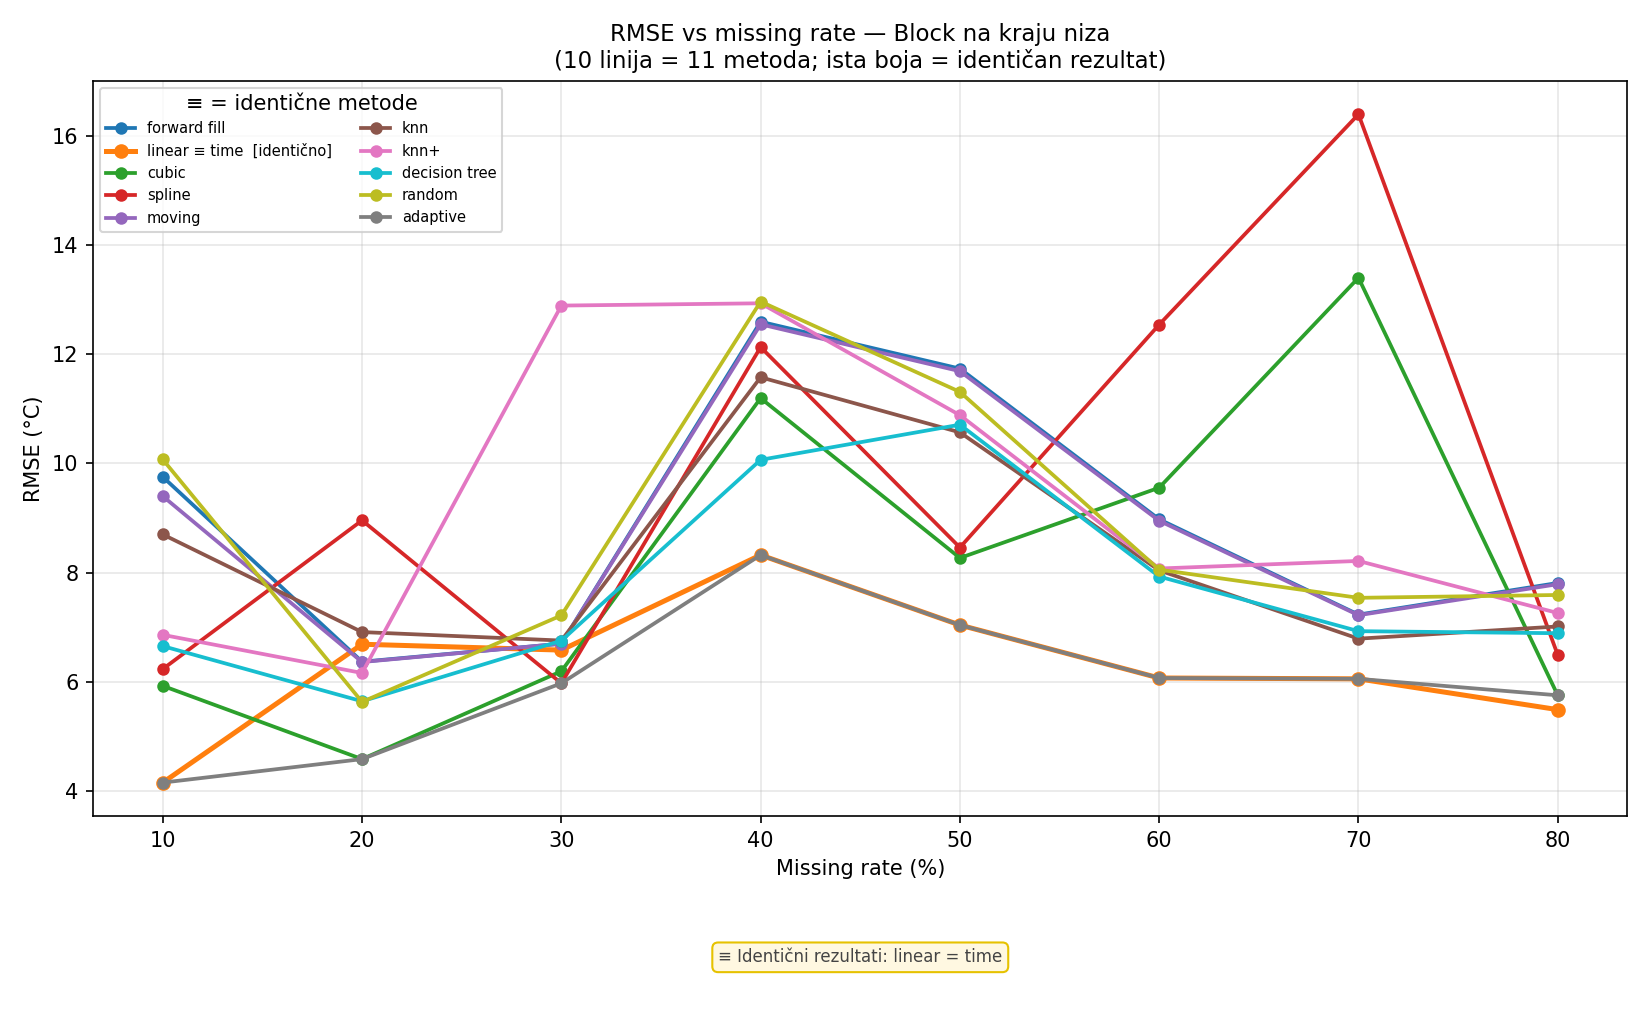 RMSE vs missing rate — Block na kraju niza
(10 linija = 11 metoda; ista boja = identičan rezultat)
≡ = identične metode
forward fill
linear ≡ time [identično]
cubic
spline
moving
knn
knn+
decision tree
random
adaptive
RMSE (°C)
16
14
12
10
8
6
4
10 20 30 40 50 60 70 80
Missing rate (%)
≡ Identični rezultati: linear = time